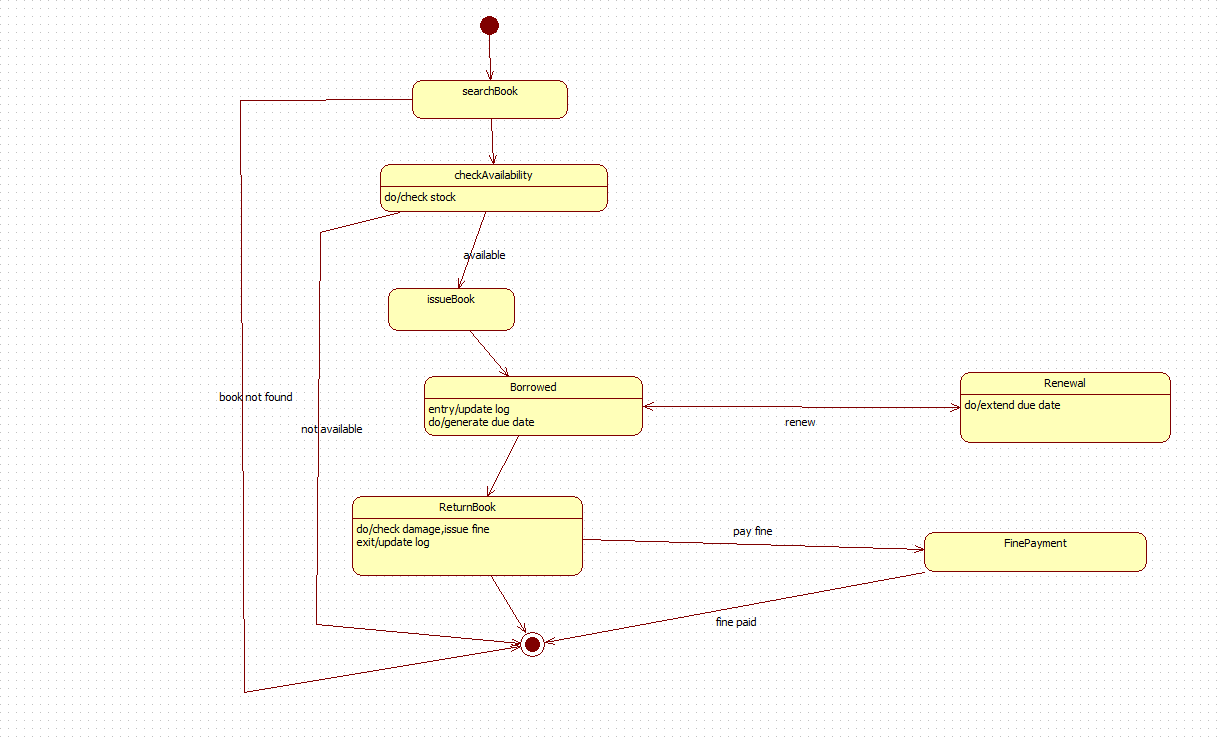 searchBook
checkAvailability
do/check stock
available
issueBook
Borrowed
entry/update log
do/generate due date
Renewal
do/extend due date
renew
book not found
not available
ReturnBook
do/check damage,issue fine
exit/update log
pay fine
FinePayment
fine paid